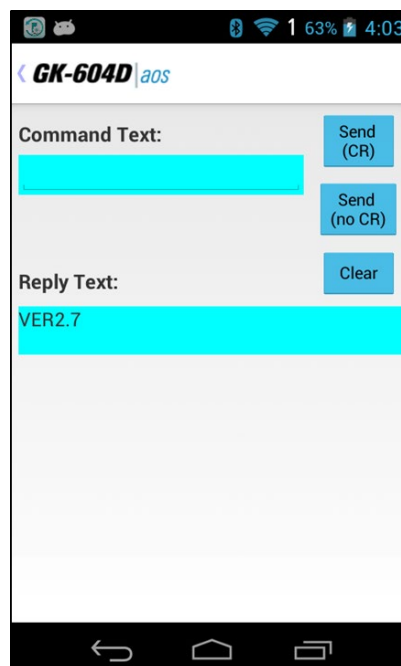 1 63% 4:03
GK-604D|aos
Command Text:
Send
(CR)
Send
(no CR)
Clear
Reply Text:
VER2.7